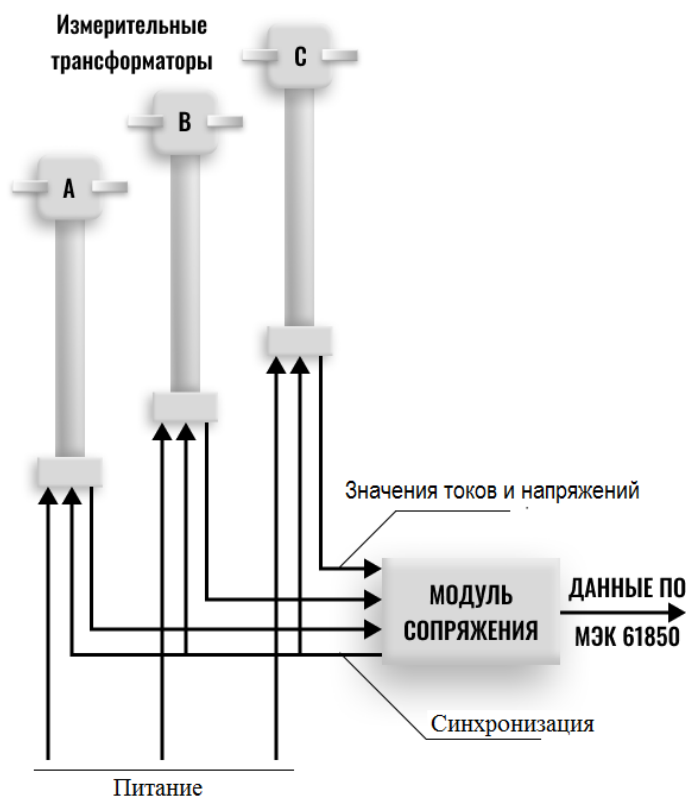 Измерительные
трансформаторы
C
B
A
Значения токов и напряжений
МОДУЛЬ
СОПРЯЖЕНИЯ
ДАННЫЕ ПО
МЭК 61850
Синхронизация
Питание